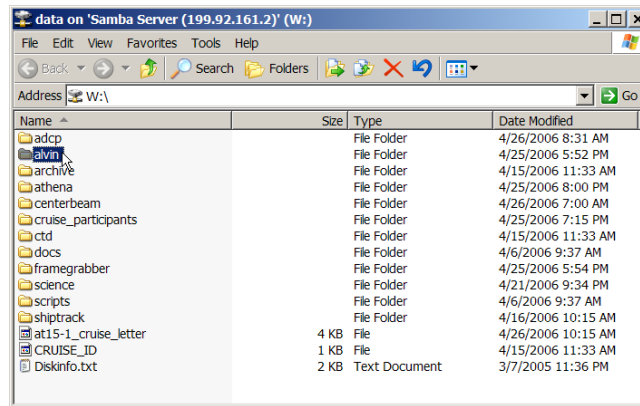 data on 'Samba Server (199.92.161.2)' (W:)
File Edit View Favorites Tools Help
Back Search Folders
Address W:\ Go
Name Size Type Date Modified
adcp File Folder 4/26/2006 8:31 AM
alvin File Folder 4/25/2006 5:52 PM
archive File Folder 4/15/2006 11:33 AM
athena File Folder 4/25/2006 8:00 PM
centerbeam File Folder 4/26/2006 7:00 AM
cruise_participants File Folder 4/25/2006 7:15 PM
ctd File Folder 4/15/2006 11:33 AM
docs File Folder 4/6/2006 9:37 AM
framegrabber File Folder 4/25/2006 5:54 PM
science File Folder 4/21/2006 9:34 PM
scripts File Folder 4/6/2006 9:37 AM
shiptrack File Folder 4/16/2006 10:15 AM
at15-1_cruise_letter 4 KB File 4/26/2006 10:15 AM
CRUISE_ID 1 KB File 4/15/2006 11:33 AM
Diskinfo.txt 2 KB Text Document 3/7/2005 11:36 PM